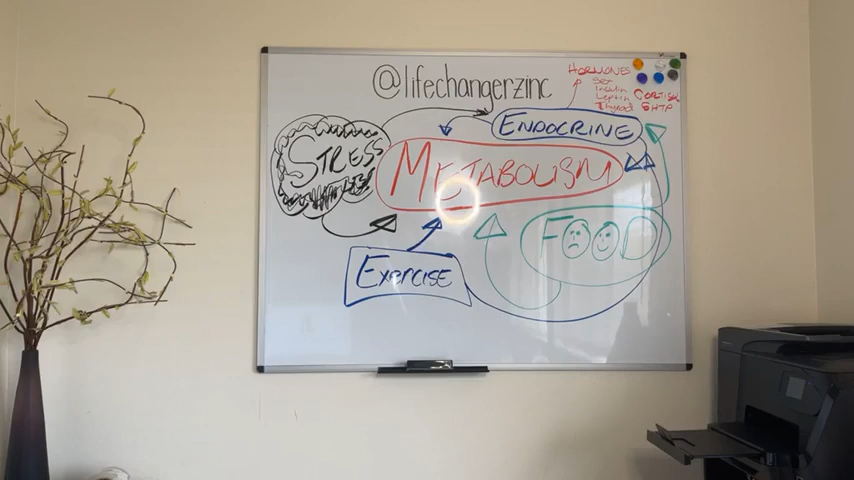 @lifechangerzinc
HORMONES
Sex
Insulin
Leptin
Thyroid
CORTISOL
5HTP
ENDOCRINE
STRESS
METABOLISM
FOOD
Exercise